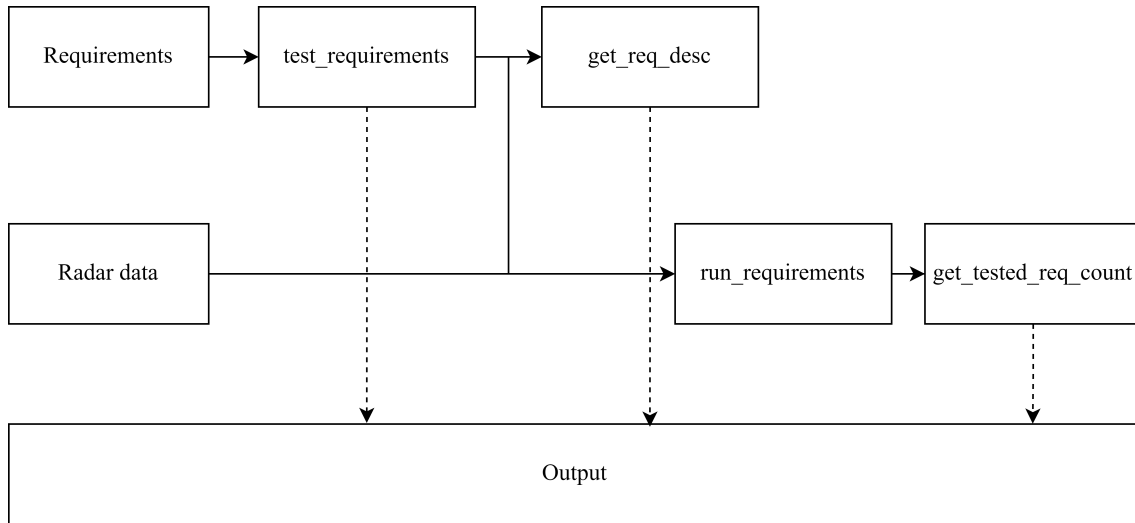 Requirements
test_requirements
get_req_desc
Radar data
run_requirements
get_tested_req_count
Output